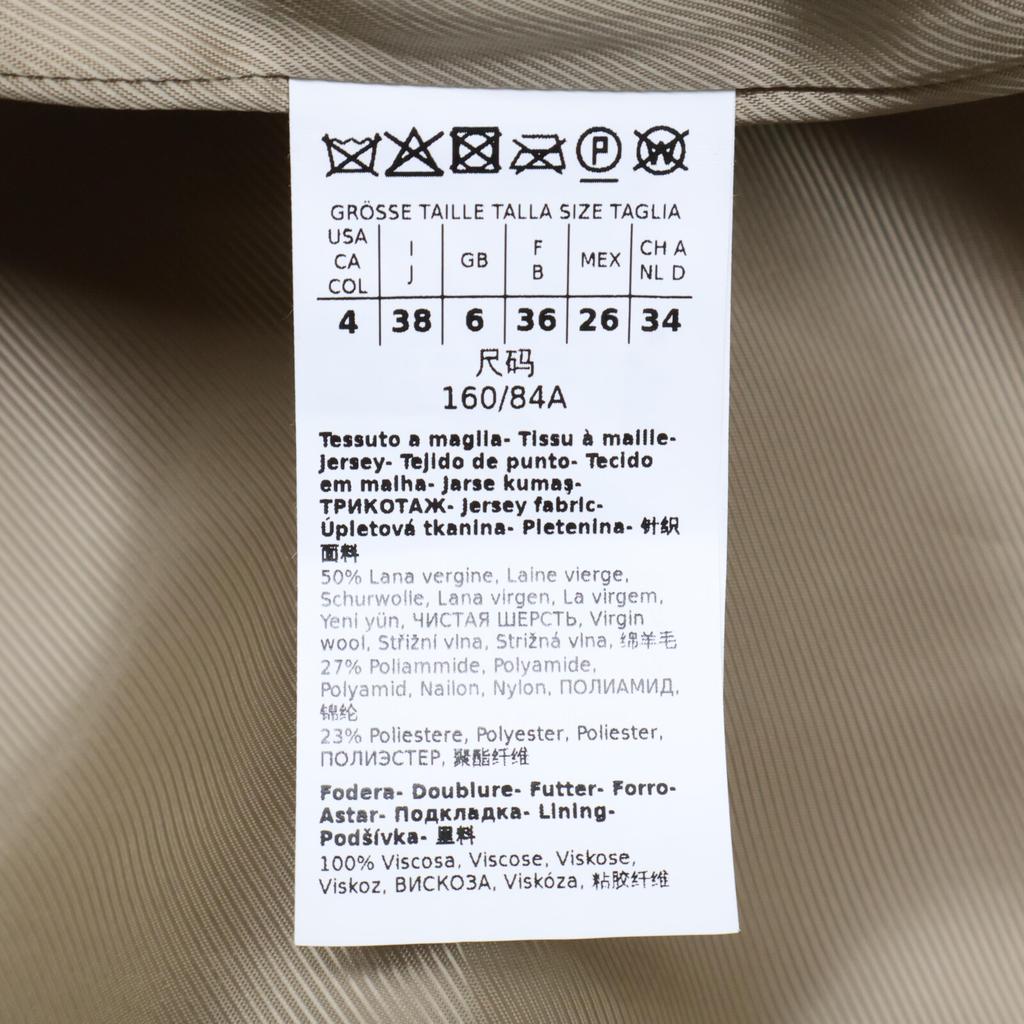 P W
GRÖSSE TAILLE TALLA SIZE TAGLIA
USA CA COL I J GB F B MEX CH A NL D
4 38 6 36 26 34
尺码
160/84A
Tessuto a maglia- Tissu à maille-
Jersey- Tejido de punto- Tecido
em malha- Jarse kumaş-
ТРИКОТАЖ- Jersey fabric-
Úpletová tkanina- Pletenina- 针织
面料
50% Lana vergine, Laine vierge,
Schurwolle, Lana virgen, La virgem,
Yeni yün, ЧИСТАЯ ШЕРСТЬ, Virgin
wool, Střižní vlna, Strižná vlna, 绵羊毛
27% Poliammide, Polyamide,
Polyamid, Nailon, Nylon, ПОЛИАМИД,
锦纶
23% Poliestere, Polyester, Poliester,
ПОЛИЭСТЕР, 聚酯纤维
Fodera- Doublure- Futter- Forro-
Astar- Подкладка- Lining-
Podšívka- 里料
100% Viscosa, Viscose, Viskose,
Viskoz, ВИСКОЗА, Viskóza, 粘胶纤维